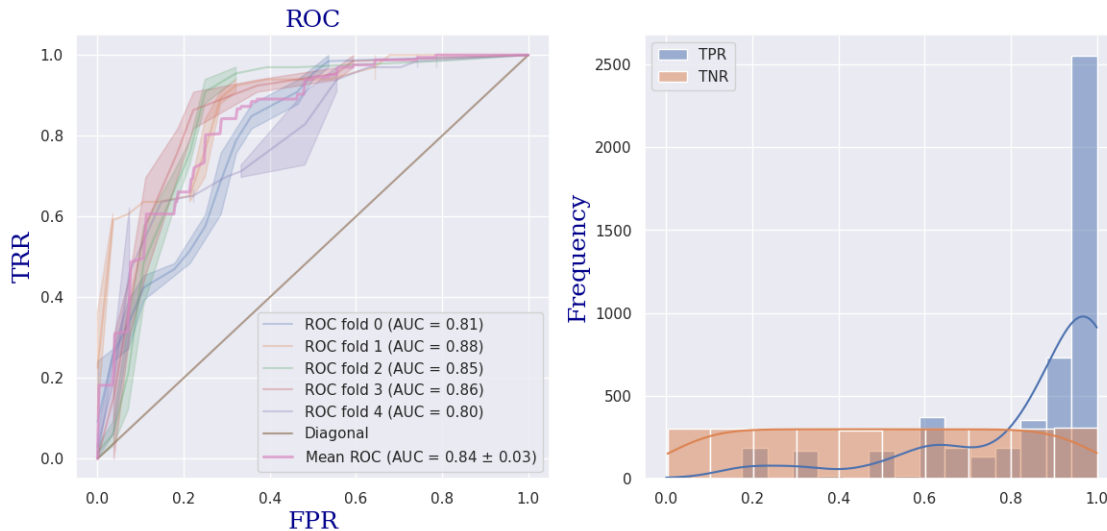 ROC
1.0
0.8
0.6
0.4
0.2
0.0
TRR
0.0
0.2
0.4
0.6
0.8
1.0
FPR
ROC fold 0 (AUC = 0.81)
ROC fold 1 (AUC = 0.88)
ROC fold 2 (AUC = 0.85)
ROC fold 3 (AUC = 0.86)
ROC fold 4 (AUC = 0.80)
Diagonal
Mean ROC (AUC = 0.84 ± 0.03)
TPR
TNR
2500
2000
1500
1000
500
0
Frequency
0.0
0.2
0.4
0.6
0.8
1.0